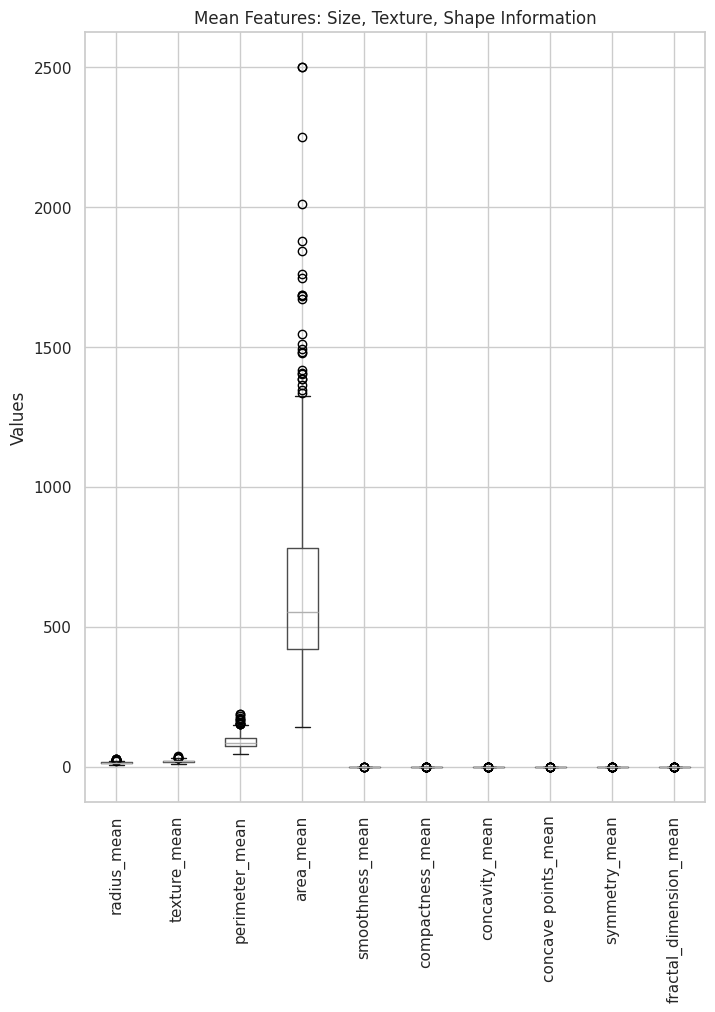 Mean Features: Size, Texture, Shape Information
2500
2000
1500
1000
500
0
Values
radius_mean
texture_mean
perimeter_mean
area_mean
smoothness_mean
compactness_mean
concavity_mean
concave points_mean
symmetry_mean
fractal_dimension_mean